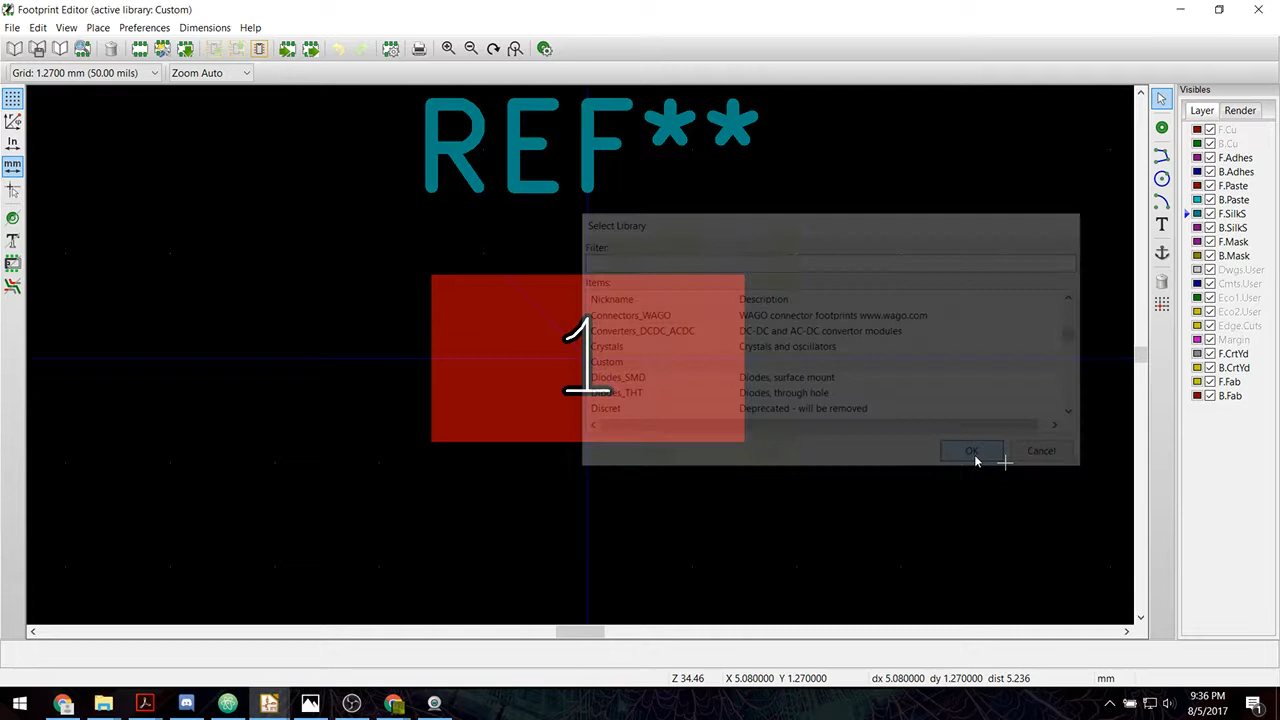 Footprint Editor (active library: Custom)
File Edit View Place Preferences Dimensions Help
Grid: 1.2700 mm (50.00 mils) Zoom Auto
Visibles
Layer Render
In
mm
REF**
1
Select Library
Filter:
Items:
Nickname Description
Connectors_WAGO WAGO connector footprints www.wago.com
Converters_DCDC_ACDC DC-DC and AC-DC convertor modules
Crystals Crystals and oscillators
Custom
Diodes_SMD Diodes, surface mount
Diodes_THT Diodes, through hole
Discret Deprecated - will be removed
OK Cancel
F.Cu
B.Cu
F.Adhes
B.Adhes
F.Paste
B.Paste
F.SilkS
B.SilkS
F.Mask
B.Mask
Dwgs.User
Cmts.User
Eco1.User
Eco2.User
Edge.Cuts
Margin
F.CrtYd
B.CrtYd
F.Fab
B.Fab
Z 34.46 X 5.080000 Y 1.270000 dx 5.080000 dy 1.270000 dist 5.236 mm
9:36 PM
8/5/2017